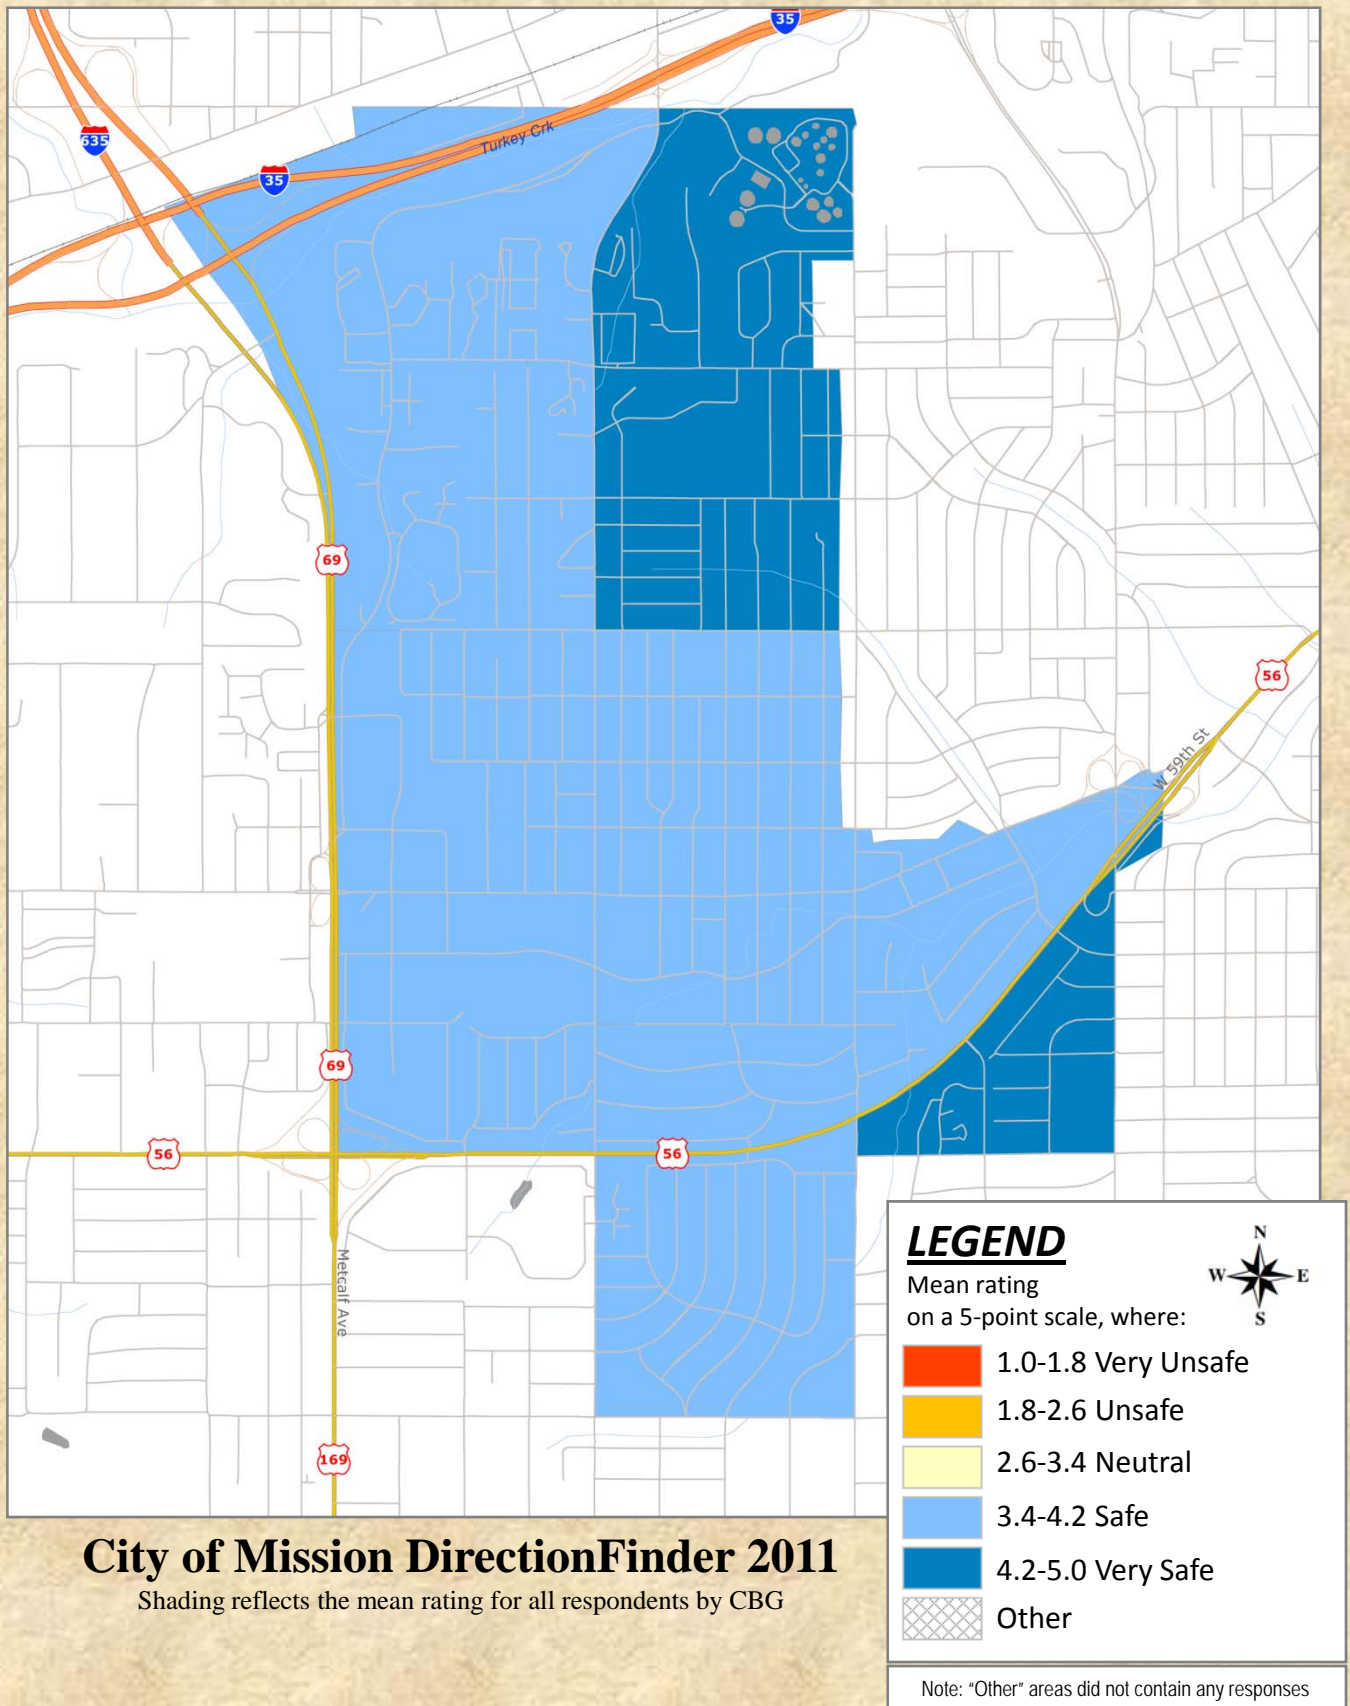 35
635
Turkey Crk
35
69
56
W 59th St
69
56
56
Metcalf Ave
169
LEGEND
N
W E
S
Mean rating
on a 5-point scale, where:
1.0-1.8 Very Unsafe
1.8-2.6 Unsafe
2.6-3.4 Neutral
3.4-4.2 Safe
4.2-5.0 Very Safe
Other
City of Mission DirectionFinder 2011
Shading reflects the mean rating for all respondents by CBG
Note: "Other" areas did not contain any responses